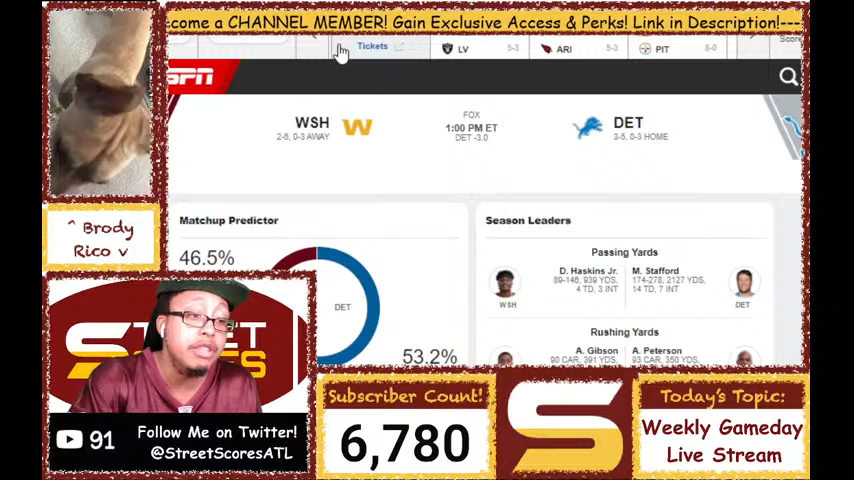 come a CHANNEL MEMBER! Gain Exclusive Access & Perks! Link in Description!---
Tickets
LV 5-3
ARI 5-3
PIT 8-0
ESPN
WSH
2-6, 0-3 AWAY
FOX
1:00 PM ET
DET -3.0
DET
3-5, 0-3 HOME
Matchup Predictor
46.5%
DET
53.2%
Season Leaders
Passing Yards
D. Haskins Jr.
89-146, 939 YDS,
4 TD, 3 INT
WSH
M. Stafford
174-278, 2127 YDS,
14 TD, 7 INT
DET
Rushing Yards
A. Gibson
90 CAR, 391 YDS,
A. Peterson
93 CAR, 350 YDS,
^ Brody
Rico v
91
Follow Me on Twitter!
@StreetScoresATL
Subscriber Count!
6,780
Today's Topic:
Weekly Gameday
Live Stream